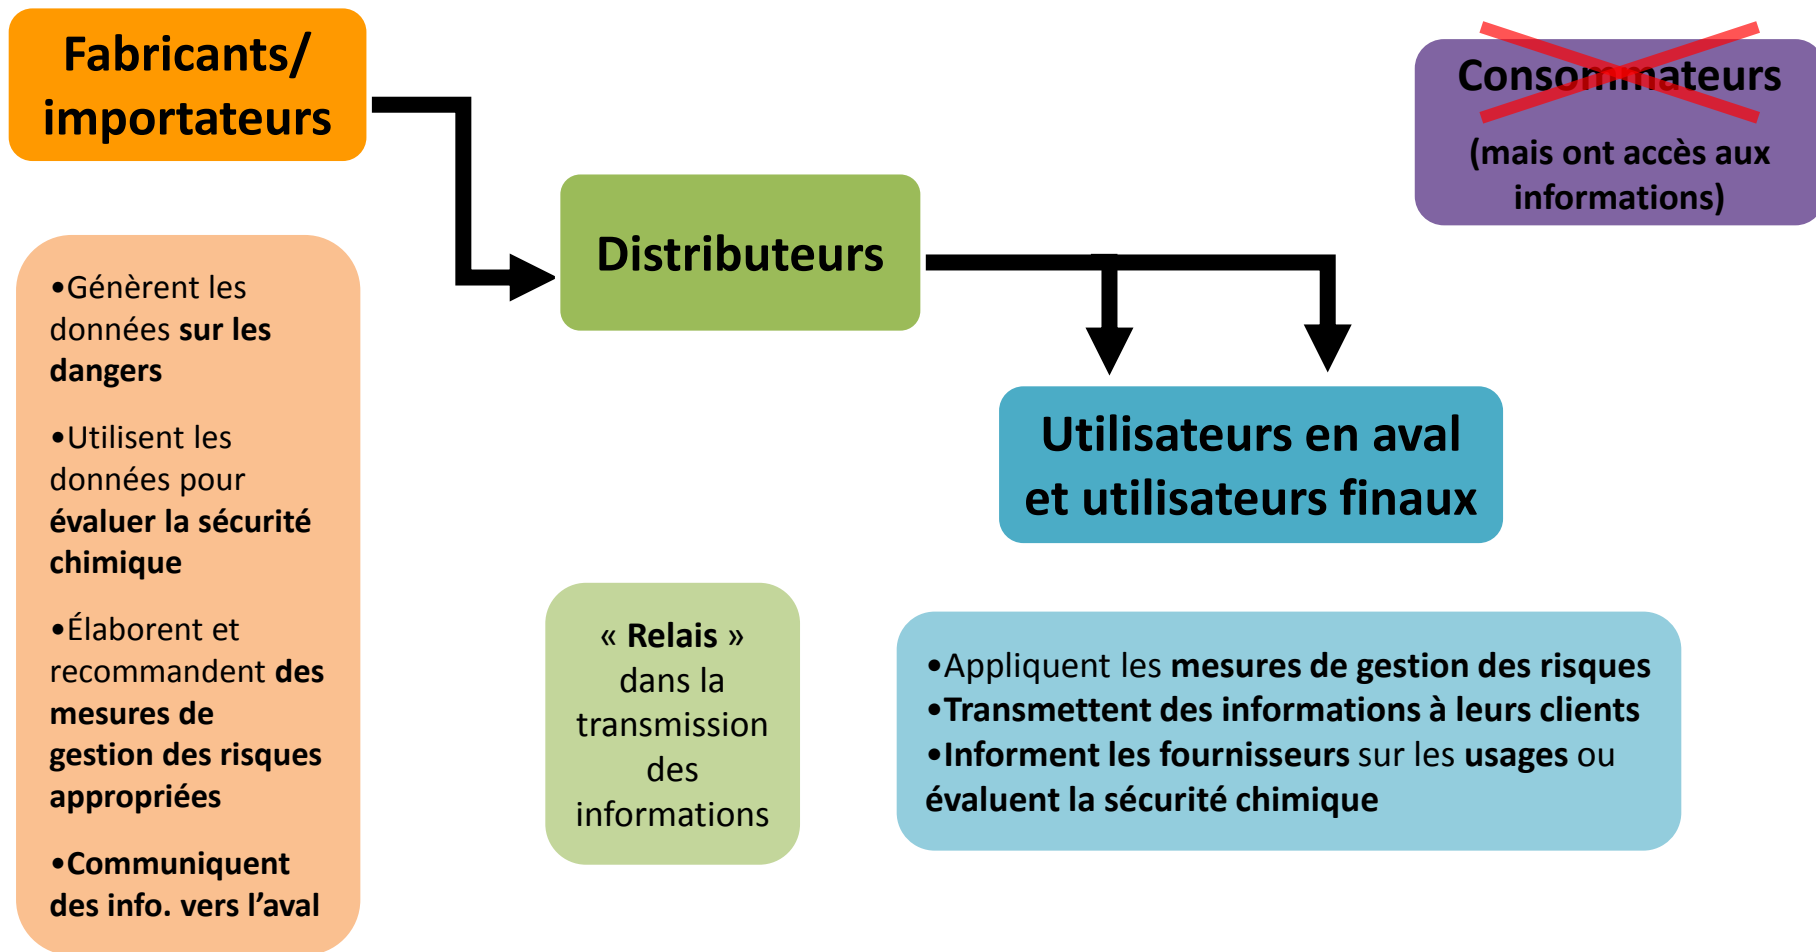 Fabricants/
importateurs
•Génèrent les
données sur les
dangers
•Utilisent les
données pour
évaluer la sécurité
chimique
•Élaborent et
recommandent des
mesures de
gestion des risques
appropriées
•Communiquent
des info. vers l’aval
Distributeurs
« Relais »
dans la
transmission
des
informations
Utilisateurs en aval
et utilisateurs finaux
•Appliquent les mesures de gestion des risques
•Transmettent des informations à leurs clients
•Informent les fournisseurs sur les usages ou
évaluent la sécurité chimique
Consommateurs
(mais ont accès aux
informations)